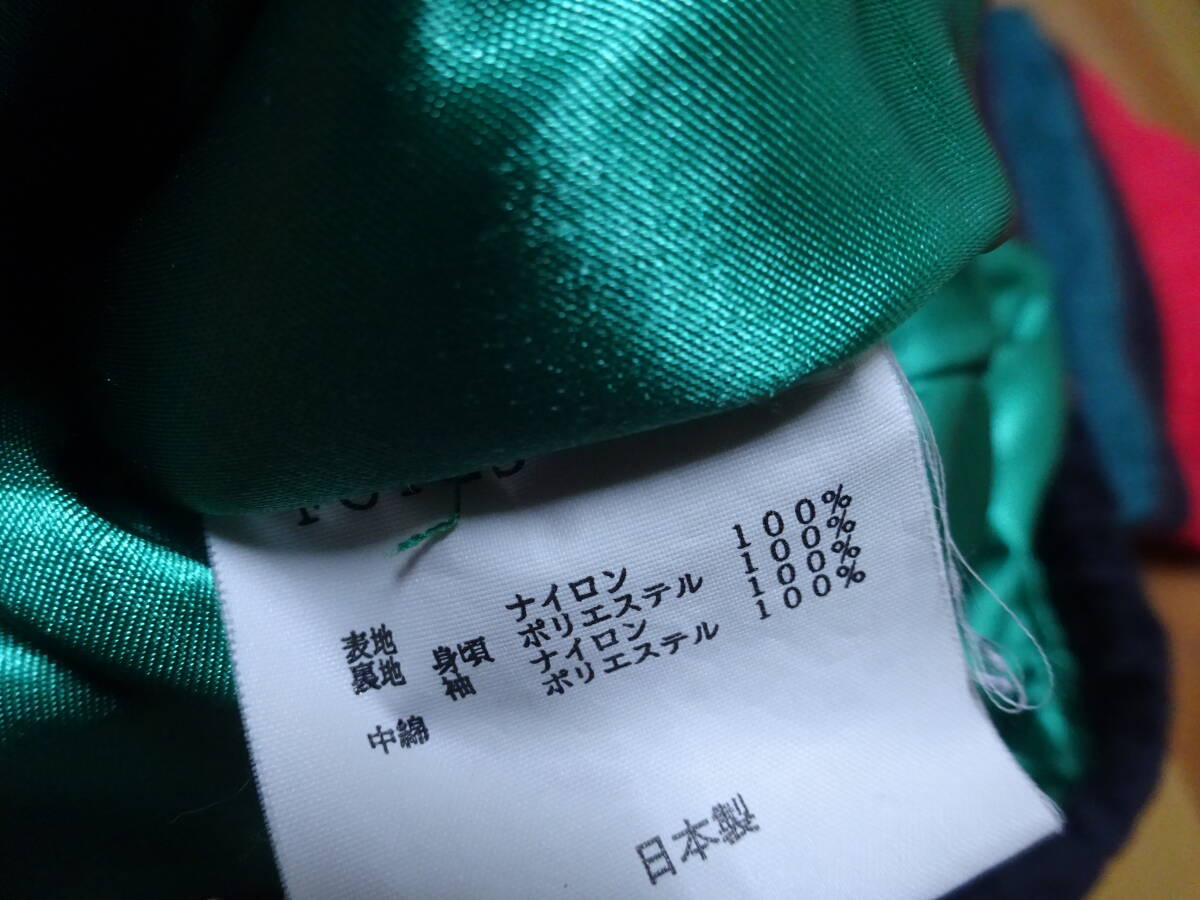 表地 ナイロン 100%
裏地 身頃 ポリエステル 100%
袖 ナイロン 100%
中綿 ポリエステル 100%
日本製